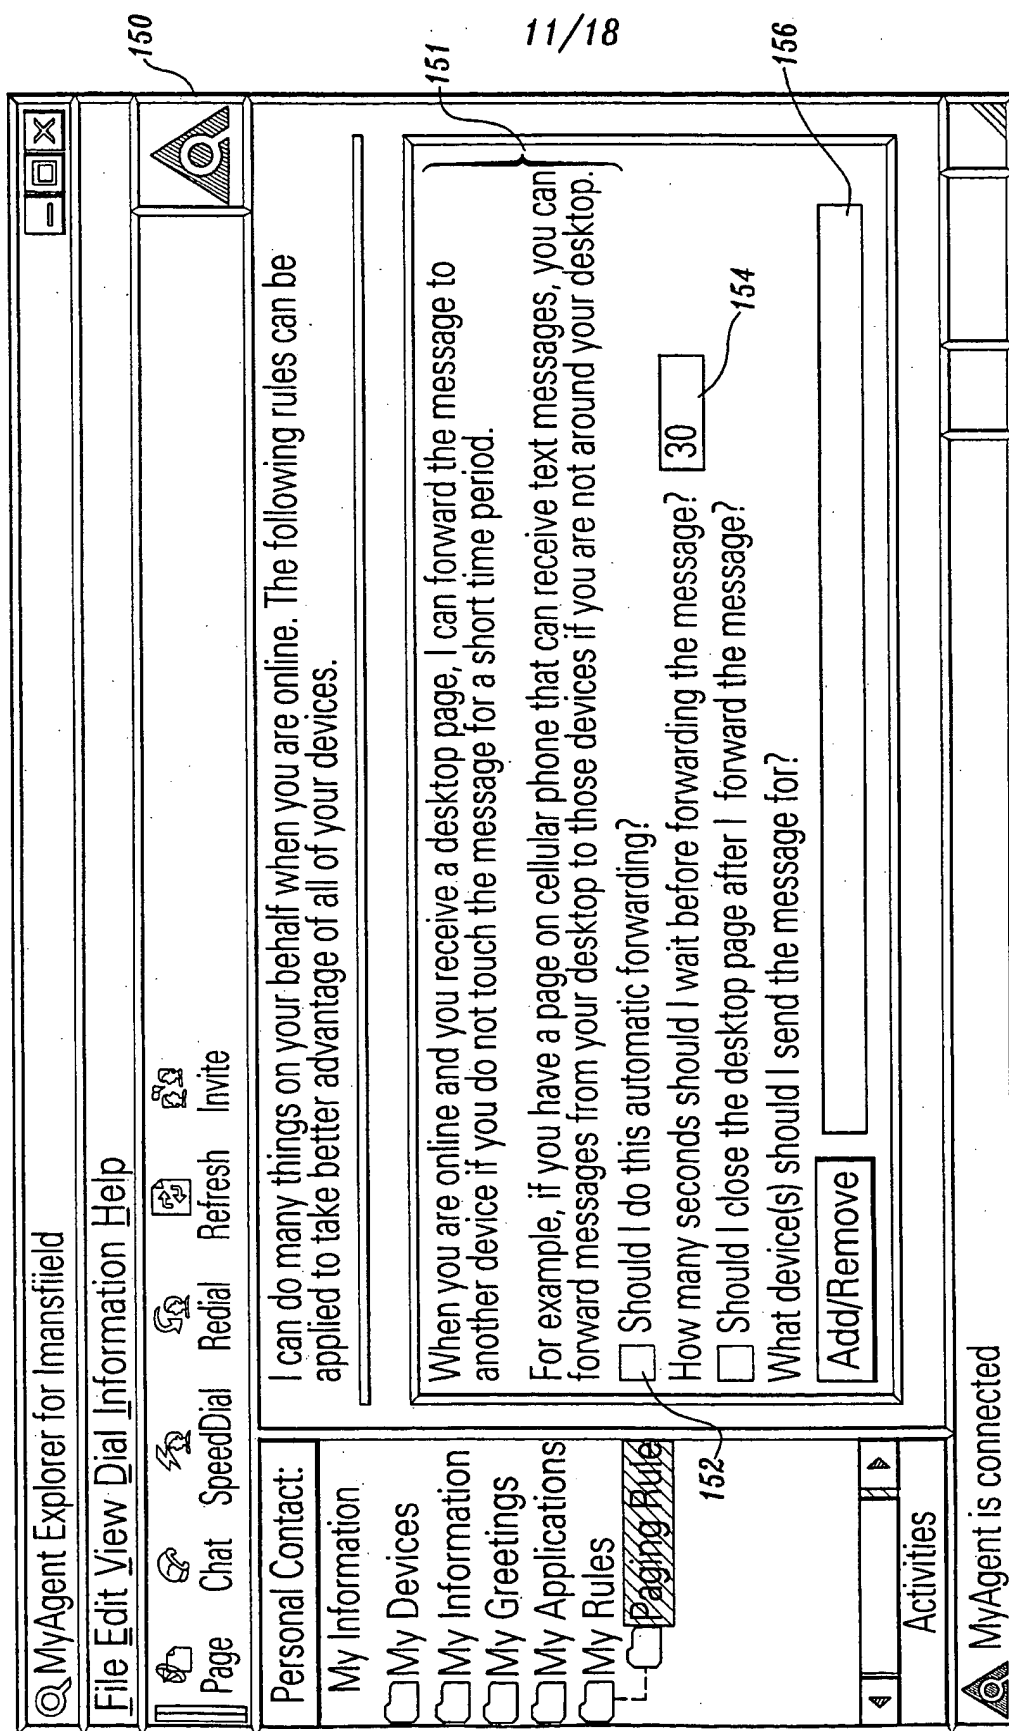 11/18
MyAgent Explorer for Imansfiield
150
File Edit View Dial Information Help
Page Chat SpeedDial Redial Refresh Invite
Personal Contact:
My Information
My Devices
My Information
My Greetings
My Applications
My Rules
Paging Rule
Activities
I can do many things on your behalf when you are online. The following rules can be
applied to take better advantage of all of your devices.
151
When you are online and you receive a desktop page, I can forward the message to
another device if you do not touch the message for a short time period.
For example, if you have a page on cellular phone that can receive text messages, you can
forward messages from your desktop to those devices if you are not around your desktop.
Should I do this automatic forwarding?
152
How many seconds should I wait before forwarding the message? 30
154
Should I close the desktop page after I forward the message?
What device(s) should I send the message for?
Add/Remove
156
MyAgent is connected